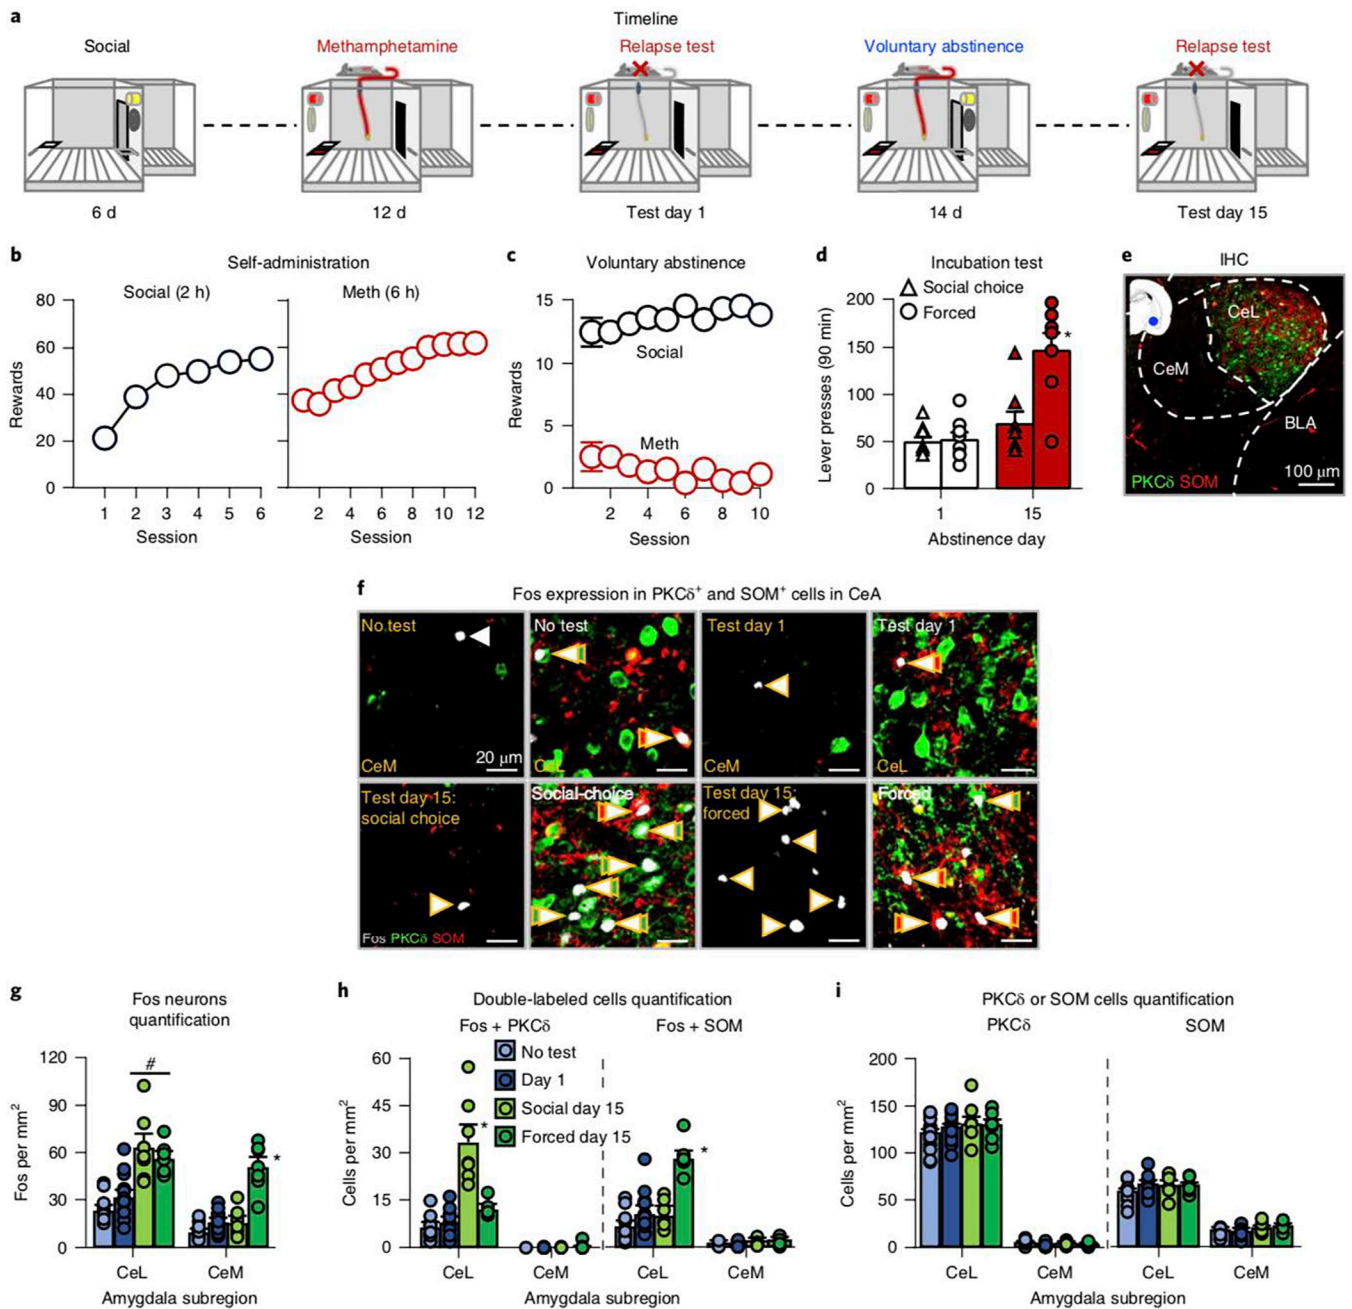 a
Timeline
Social
Methamphetamine
Relapse test
Voluntary abstinence
Relapse test
6 d
12 d
Test day 1
14 d
Test day 15
b
Self-administration
Social (2 h)
Meth (6 h)
Rewards
80
60
40
20
0
1 2 3 4 5 6
2 4 6 8 10 12
Session
Session
c
Voluntary abstinence
Rewards
15
10
5
0
Social
Meth
2 4 6 8 10
Session
d
Incubation test
Social choice
Forced
Lever presses (90 min)
200
150
100
50
0
*
1 15
Abstinence day
e
IHC
CeL
CeM
BLA
100 μm
PKCδ SOM
f
Fos expression in PKCδ+ and SOM+ cells in CeA
No test
No test
Test day 1
Test day 1
CeM
20 μm
CeL
CeM
CeL
Test day 15:
social choice
Social-choice
Test day 15:
forced
Forced
Fos PKCδ SOM
g
Fos neurons
quantification
Fos per mm2
120
90
60
30
0
#
*
CeL CeM
Amygdala subregion
h
Double-labeled cells quantification
Fos + PKCδ
Fos + SOM
No test
Day 1
Social day 15
Forced day 15
Cells per mm2
60
45
30
15
0
*
*
CeL CeM CeL CeM
Amygdala subregion
i
PKCδ or SOM cells quantification
PKCδ
SOM
Cells per mm2
200
150
100
50
0
CeL CeM CeL CeM
Amygdala subregion